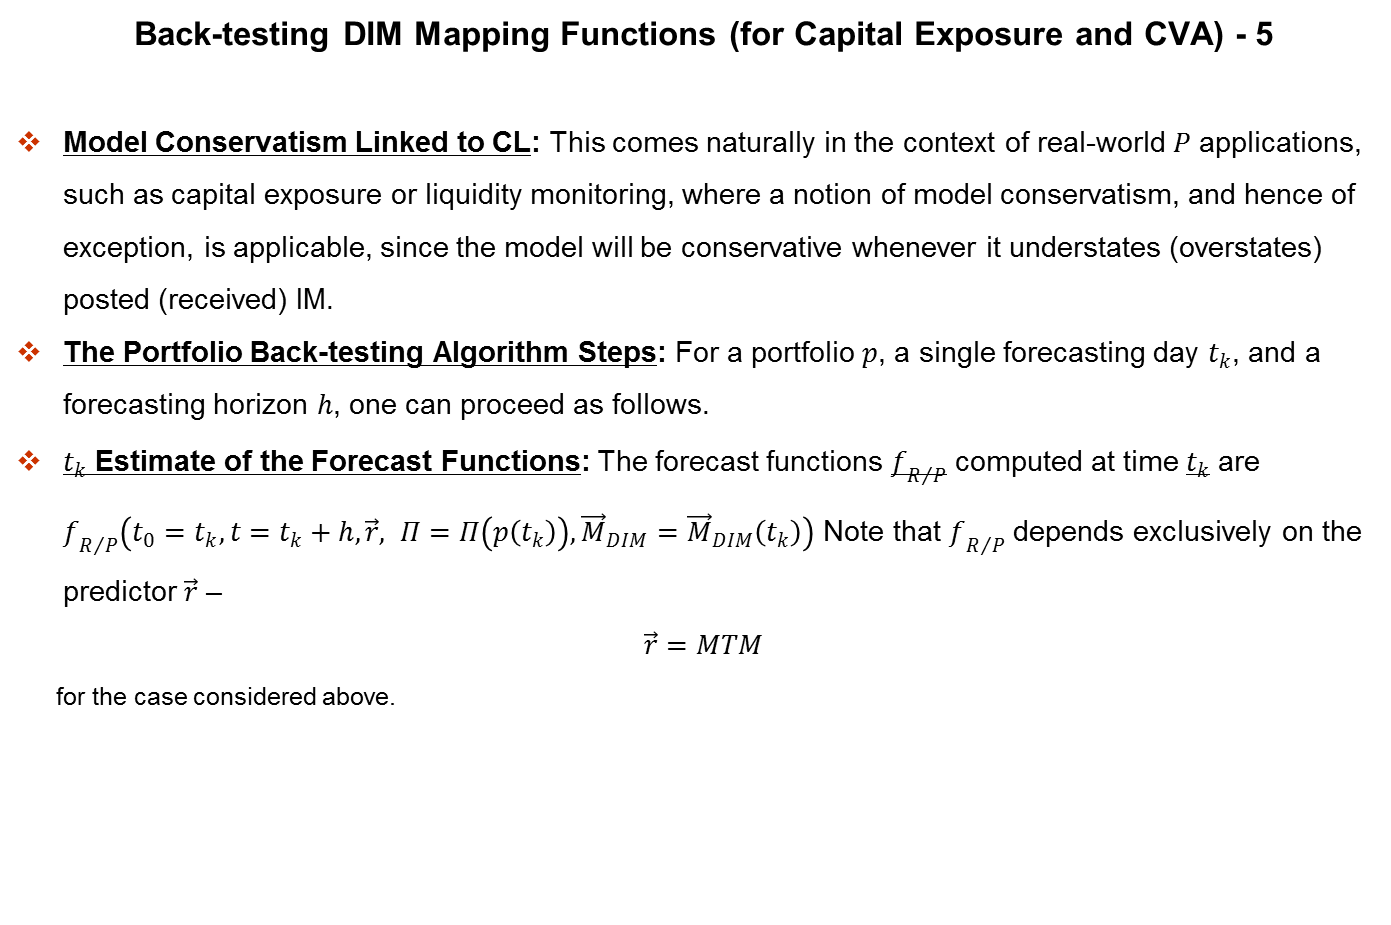 Back-testing DIM Mapping Functions (for Capital Exposure and CVA) - 5
❖ Model Conservatism Linked to CL: This comes naturally in the context of real-world P applications,
such as capital exposure or liquidity monitoring, where a notion of model conservatism, and hence of
exception, is applicable, since the model will be conservative whenever it understates (overstates)
posted (received) IM.
❖ The Portfolio Back-testing Algorithm Steps: For a portfolio p, a single forecasting day t_k, and a
forecasting horizon h, one can proceed as follows.
❖ t_k Estimate of the Forecast Functions: The forecast functions f_{R/P} computed at time t_k are
f_{R/P}(t_0 = t_k, t = t_k + h, r⃗, Π = Π(p(t_k)), M⃗_{DIM} = M⃗_{DIM}(t_k)) Note that f_{R/P} depends exclusively on the
predictor r⃗ –
r⃗ = MTM
for the case considered above.